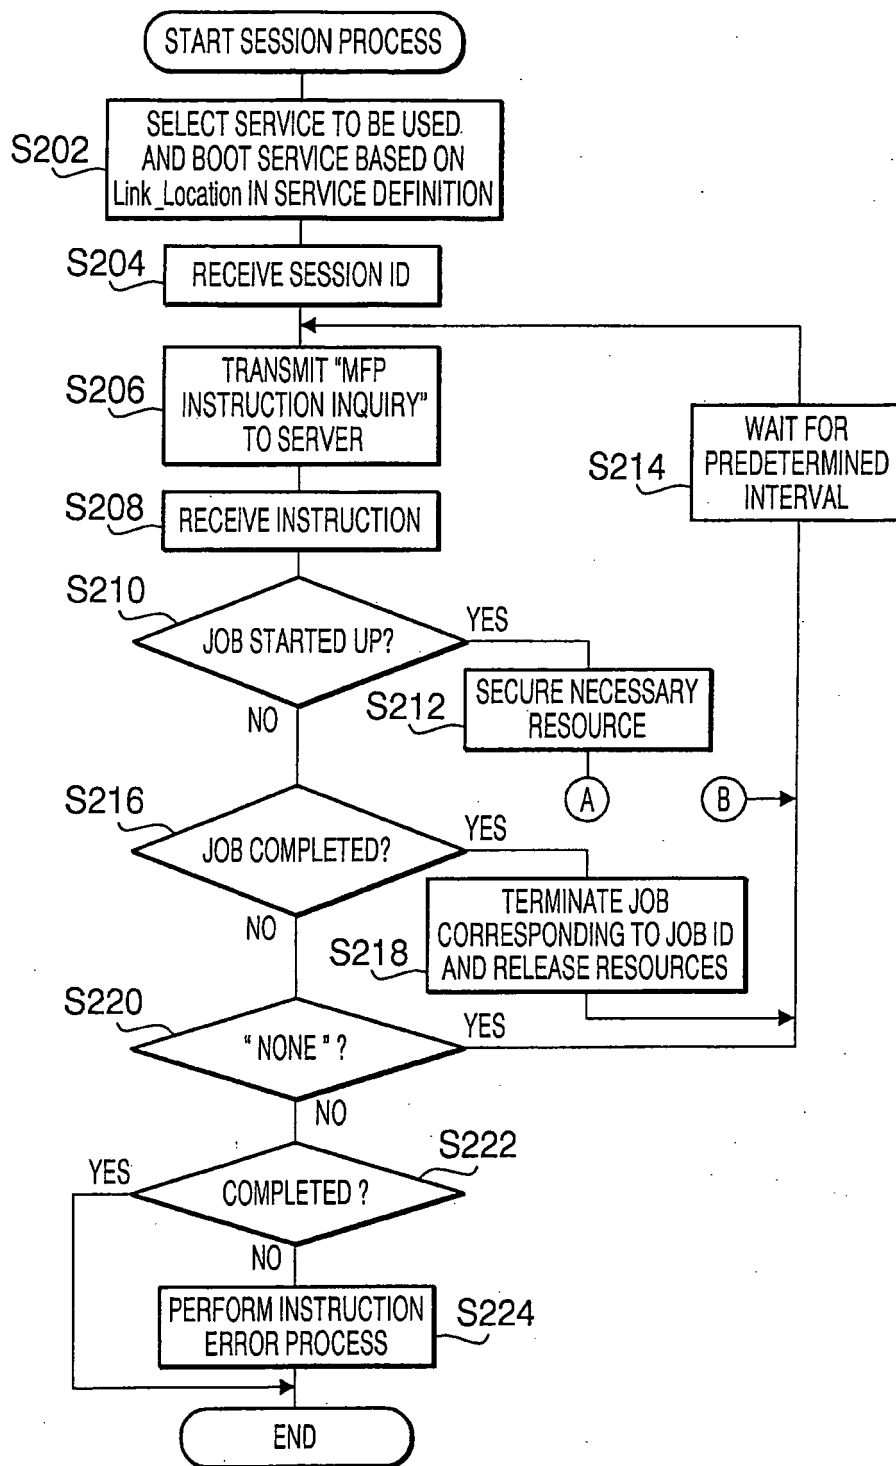 START SESSION PROCESS
S202
SELECT SERVICE TO BE USED
AND BOOT SERVICE BASED ON
Link_Location IN SERVICE DEFINITION
S204
RECEIVE SESSION ID
S206
TRANSMIT "MFP
INSTRUCTION INQUIRY"
TO SERVER
S214
WAIT FOR
PREDETERMINED
INTERVAL
S208
RECEIVE INSTRUCTION
S210
JOB STARTED UP?
YES
NO
S212
SECURE NECESSARY
RESOURCE
A
B
S216
JOB COMPLETED?
YES
NO
S218
TERMINATE JOB
CORRESPONDING TO JOB ID
AND RELEASE RESOURCES
S220
"NONE"?
YES
NO
S222
YES
COMPLETED?
NO
PERFORM INSTRUCTION
ERROR PROCESS
S224
END